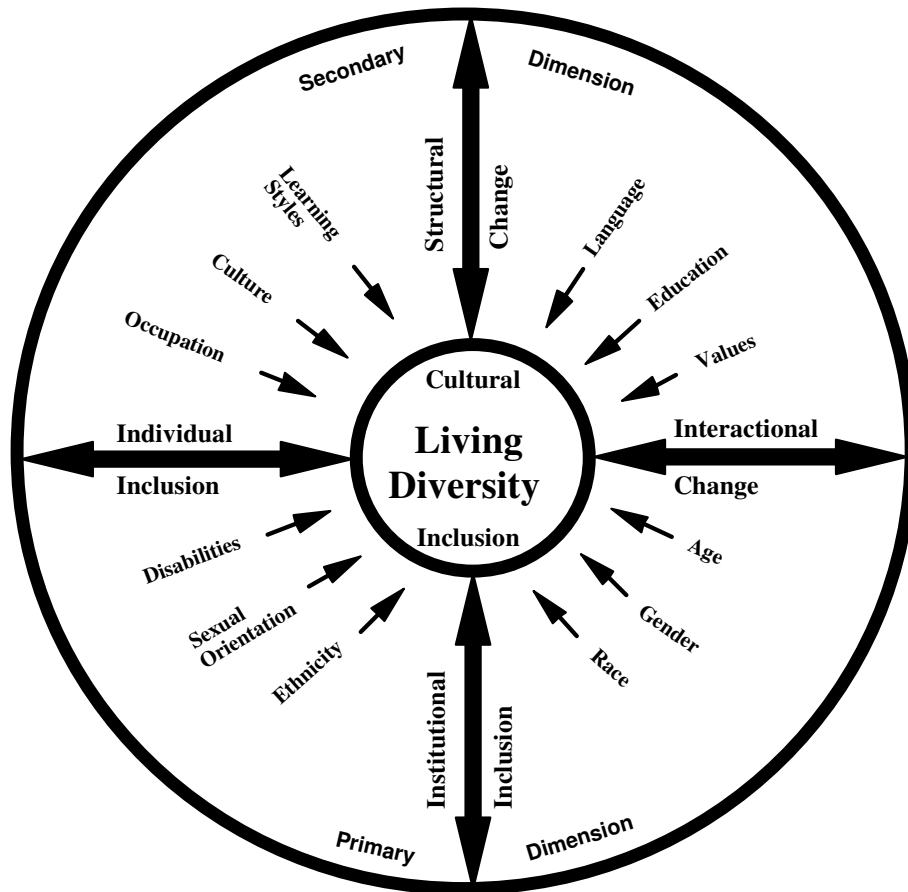 Secondary Dimension
Structural
Change
Learning
Styles
Culture
Occupation
Language
Education
Values
Cultural
Living
Diversity
Inclusion
Individual
Inclusion
Interactional
Change
Disabilities
Sexual
Orientation
Ethnicity
Age
Gender
Race
Institutional
Inclusion
Primary Dimension